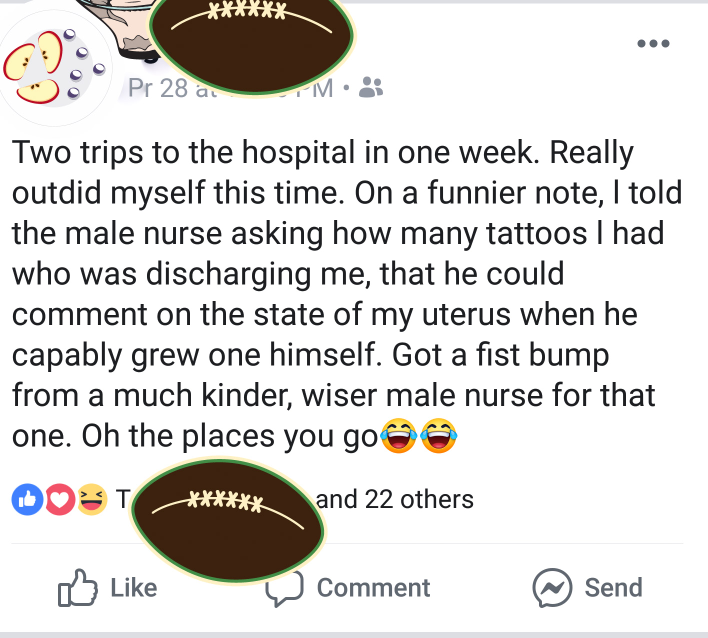 Pr 28 at PM
Two trips to the hospital in one week. Really
outdid myself this time. On a funnier note, I told
the male nurse asking how many tattoos I had
who was discharging me, that he could
comment on the state of my uterus when he
capably grew one himself. Got a fist bump
from a much kinder, wiser male nurse for that
one. Oh the places you go😂😂
T and 22 others
Like Comment Send